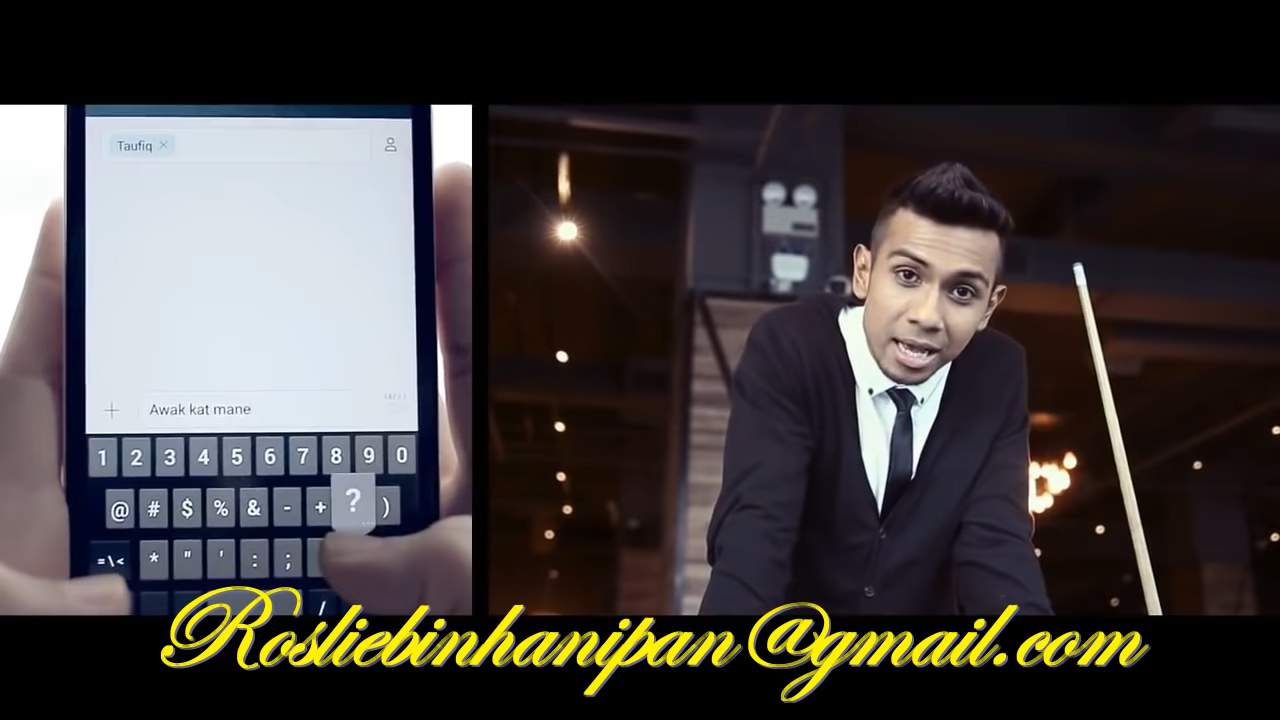 Taufiq ×
Awak kat mane
1 2 3 4 5 6 7 8 9 0
@ # $ % & - + ? )
=\< * " ' : ;
/
Rosliebinhanipan@gmail.com